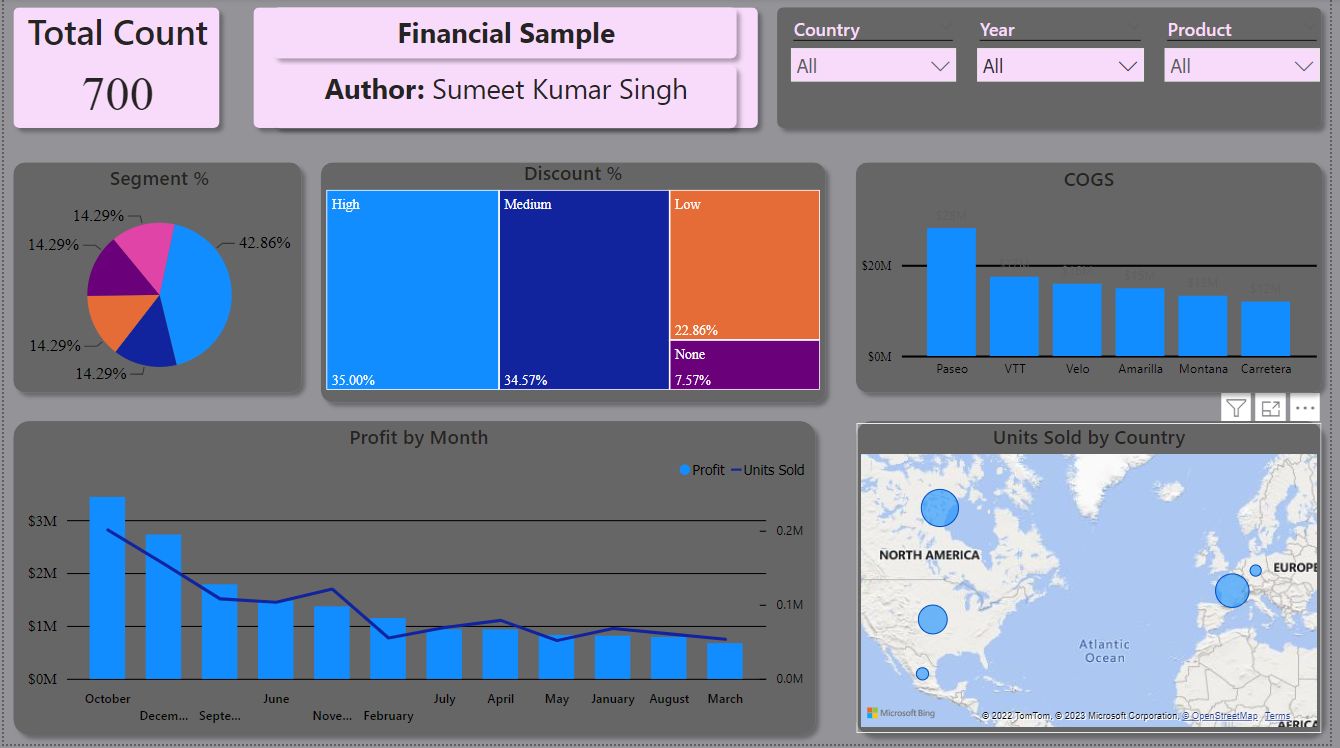 Total Count
700
Financial Sample
Author: Sumeet Kumar Singh
Country
All
Year
All
Product
All
Segment %
14.29%
42.86%
14.29%
14.29%
14.29%
Discount %
High
35.00%
Medium
34.57%
Low
22.86%
None
7.57%
COGS
$28M
$20M
$0M
Paseo
VTT
Velo
Amarilla
Montana
Carretera
Profit by Month
Profit
Units Sold
$3M
$2M
$1M
$0M
0.2M
0.1M
0.0M
October
Decem...
Septe...
June
Nove...
February
July
April
May
January
August
March
Units Sold by Country
NORTH AMERICA
EUROPE
Atlantic
Ocean
AFRICA
Microsoft Bing
© 2022 TomTom, © 2023 Microsoft Corporation, © OpenStreetMap Terms